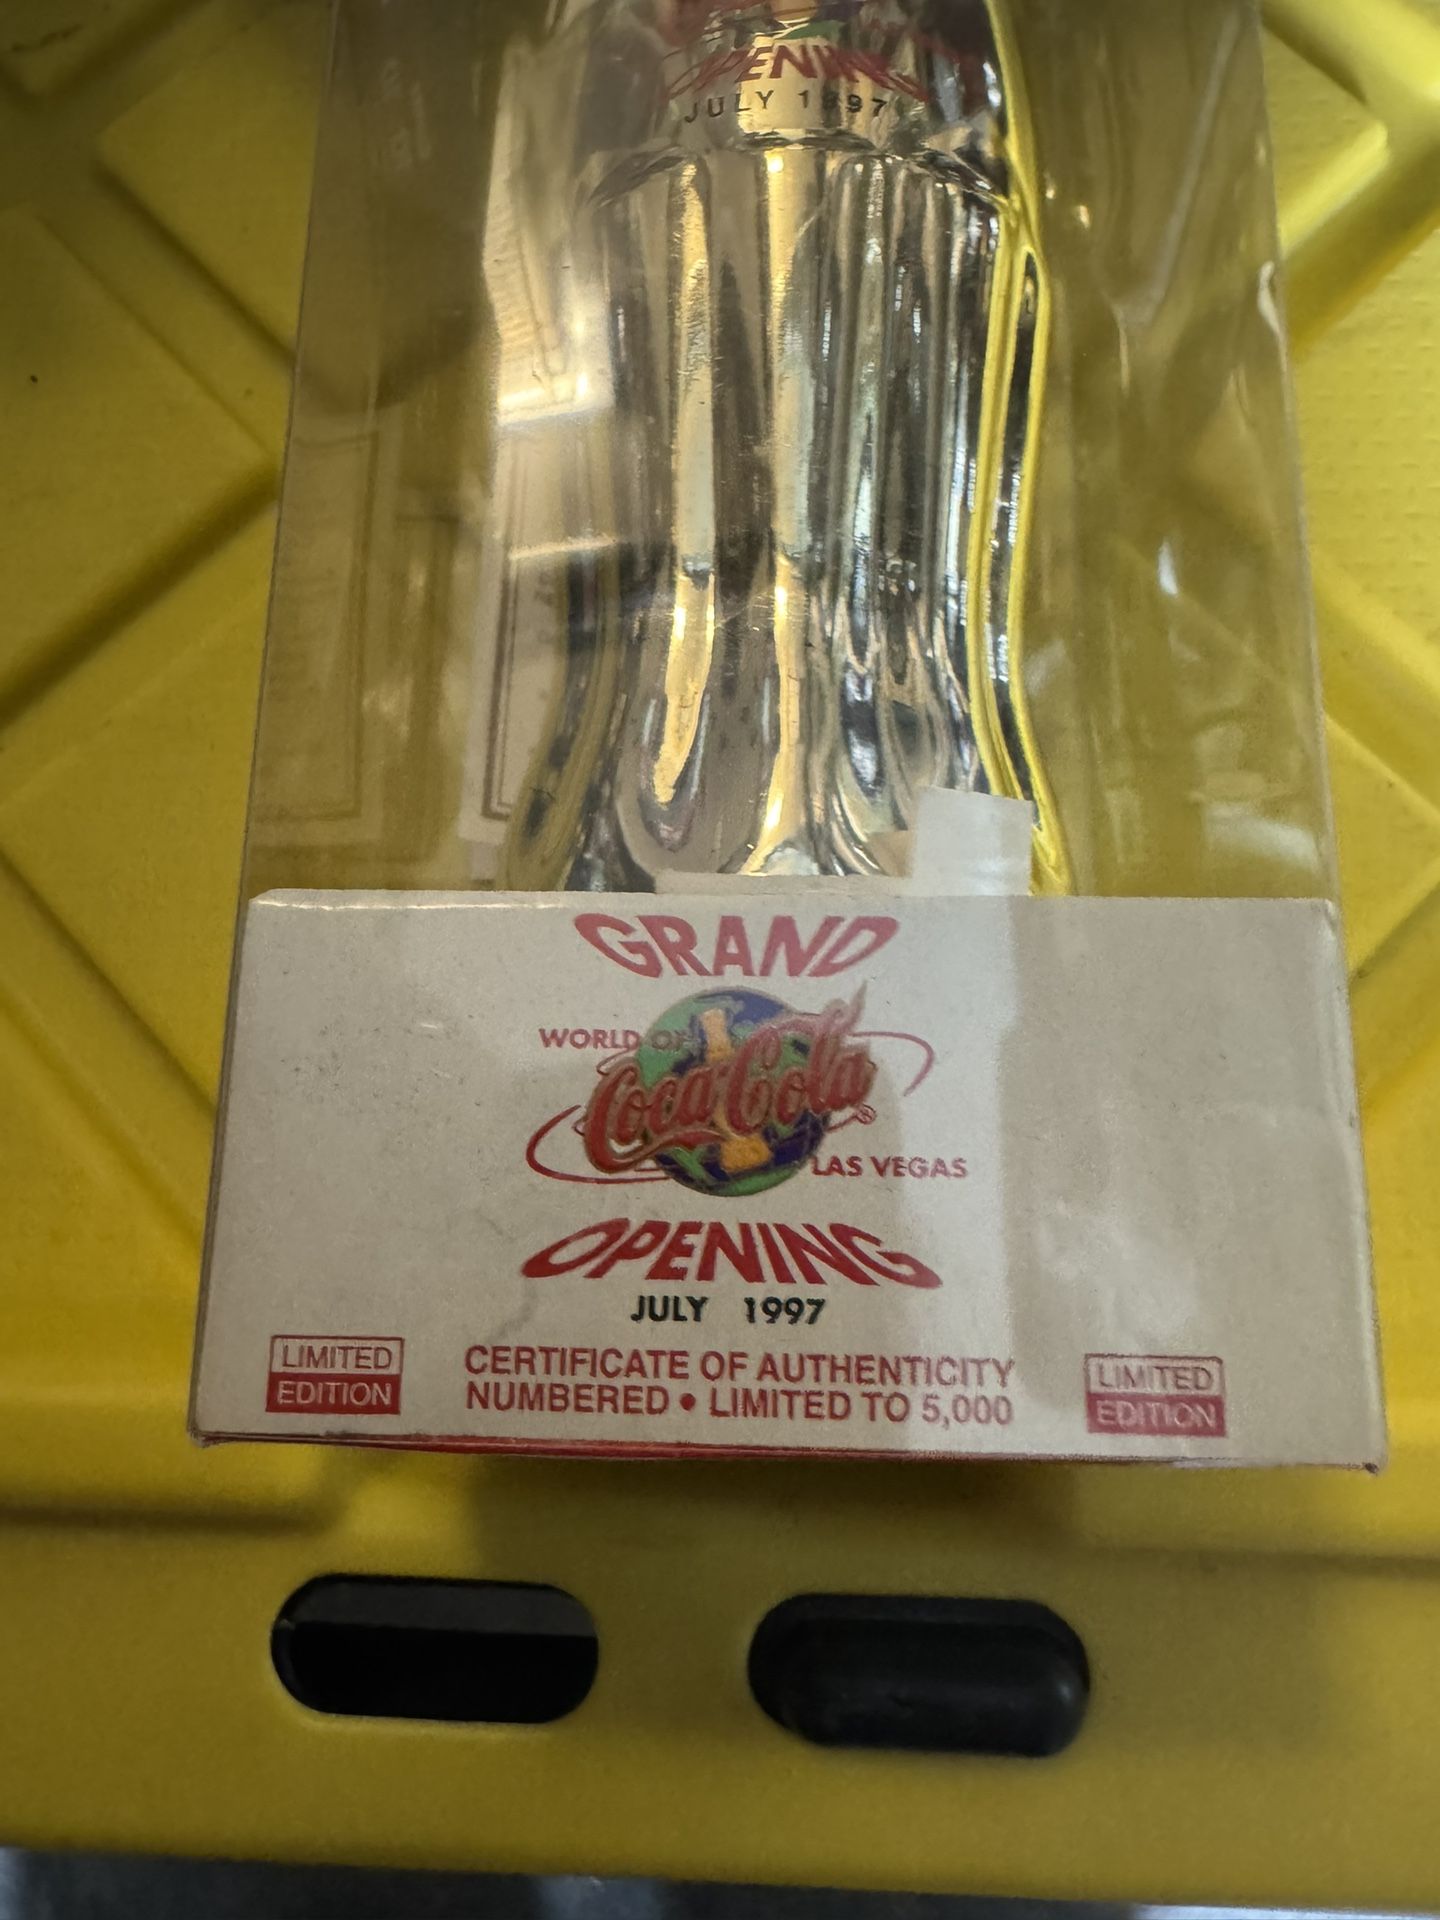 OPENING
JULY 1997
GRAND
WORLD OF
Coca-Cola®
LAS VEGAS
OPENING
JULY 1997
LIMITED
EDITION
CERTIFICATE OF AUTHENTICITY
NUMBERED • LIMITED TO 5,000
LIMITED
EDITION